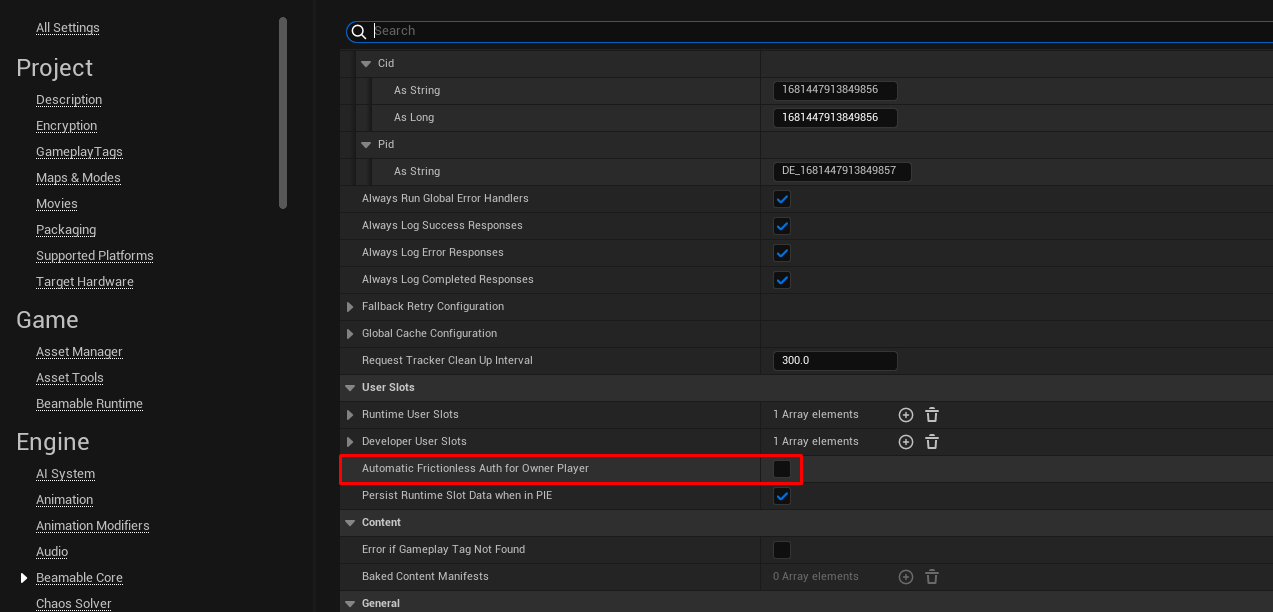 All Settings
Project
Description
Encryption
GameplayTags
Maps & Modes
Movies
Packaging
Supported Platforms
Target Hardware
Game
Asset Manager
Asset Tools
Beamable Runtime
Engine
AI System
Animation
Animation Modifiers
Audio
Beamable Core
Chaos Solver
Search
Cid
As String 1681447913849856
As Long 1681447913849856
Pid
As String DE_1681447913849857
Always Run Global Error Handlers
Always Log Success Responses
Always Log Error Responses
Always Log Completed Responses
Fallback Retry Configuration
Global Cache Configuration
Request Tracker Clean Up Interval 300.0
User Slots
Runtime User Slots 1 Array elements
Developer User Slots 1 Array elements
Automatic Frictionless Auth for Owner Player
Persist Runtime Slot Data when in PIE
Content
Error if Gameplay Tag Not Found
Baked Content Manifests 0 Array elements
General